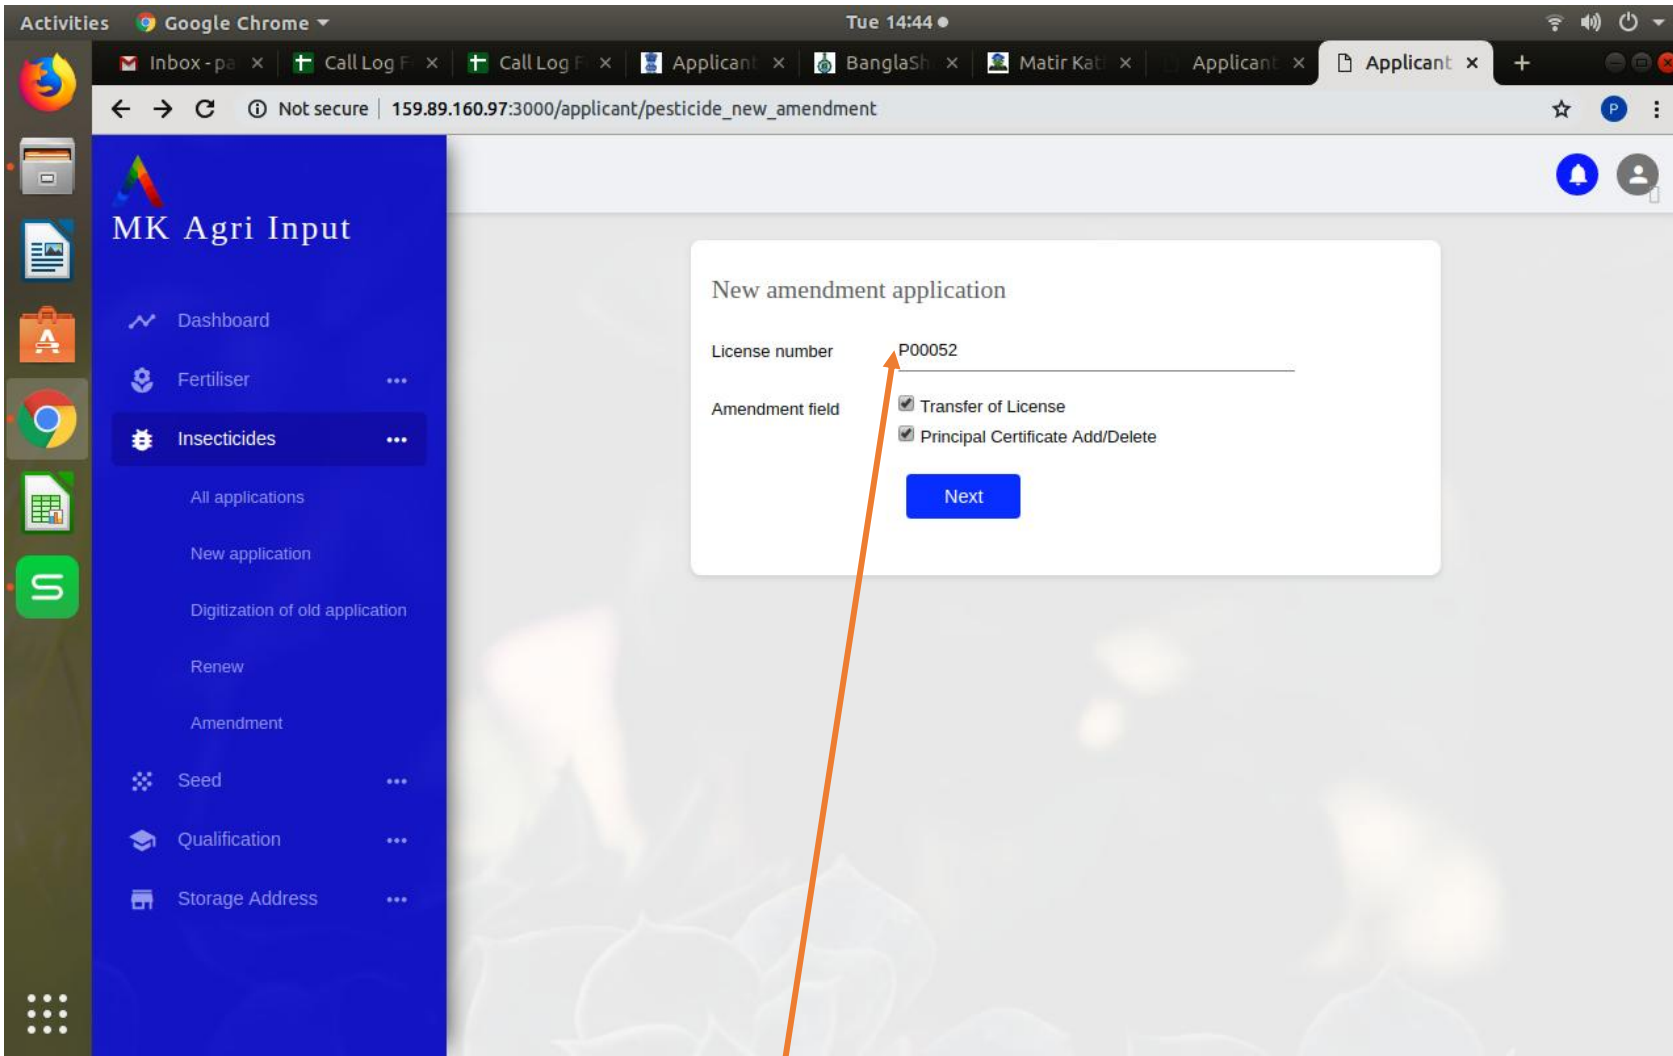 Activities Google Chrome Tue 14:44
Inbox - pa Call Log F Call Log F Applicant BanglaSh Matir Kat Applicant Applicant
Not secure 159.89.160.97:3000/applicant/pesticide_new_amendment P
MK Agri Input
Dashboard
Fertiliser
Insecticides
All applications
New application
Digitization of old application
Renew
Amendment
Seed
Qualification
Storage Address
New amendment application
License number P00052
Amendment field Transfer of License
Principal Certificate Add/Delete
Next